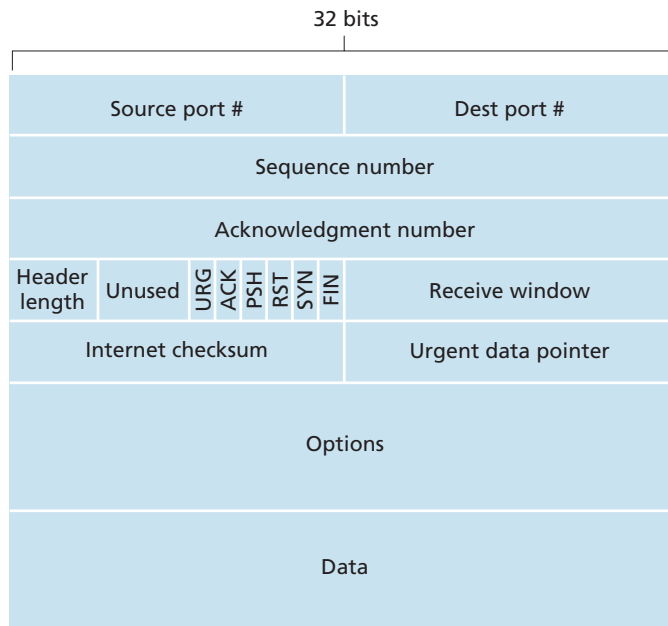 32 bits
Source port #
Dest port #
Sequence number
Acknowledgment number
Header
length
Unused
URG
ACK
PSH
RST
SYN
FIN
Receive window
Internet checksum
Urgent data pointer
Options
Data